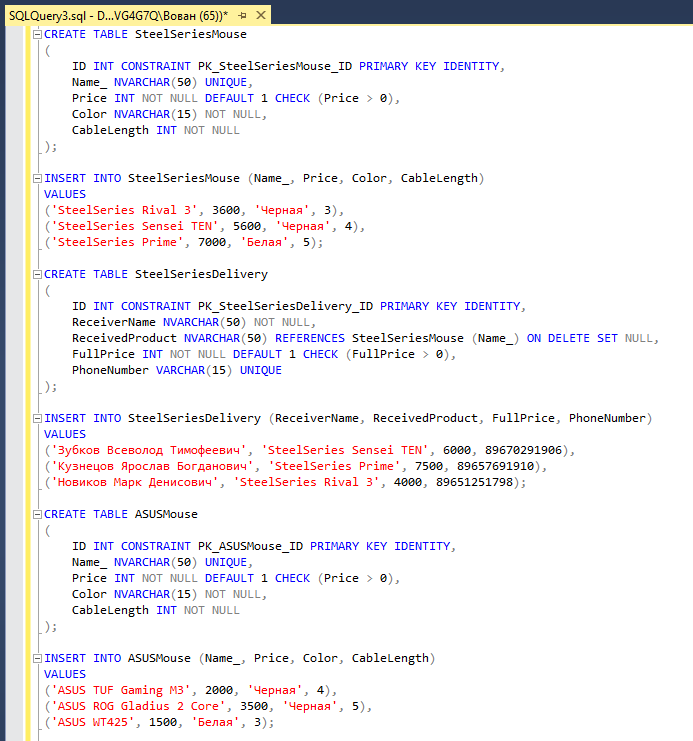 SQLQuery3.sql - D...VG4G7Q\Вован (65))*
CREATE TABLE SteelSeriesMouse
(
ID INT CONSTRAINT PK_SteelSeriesMouse_ID PRIMARY KEY IDENTITY,
Name_ NVARCHAR(50) UNIQUE,
Price INT NOT NULL DEFAULT 1 CHECK (Price > 0),
Color NVARCHAR(15) NOT NULL,
CableLength INT NOT NULL
);
INSERT INTO SteelSeriesMouse (Name_, Price, Color, CableLength)
VALUES
('SteelSeries Rival 3', 3600, 'Черная', 3),
('SteelSeries Sensei TEN', 5600, 'Черная', 4),
('SteelSeries Prime', 7000, 'Белая', 5);
CREATE TABLE SteelSeriesDelivery
(
ID INT CONSTRAINT PK_SteelSeriesDelivery_ID PRIMARY KEY IDENTITY,
ReceiverName NVARCHAR(50) NOT NULL,
ReceivedProduct NVARCHAR(50) REFERENCES SteelSeriesMouse (Name_) ON DELETE SET NULL,
FullPrice INT NOT NULL DEFAULT 1 CHECK (FullPrice > 0),
PhoneNumber VARCHAR(15) UNIQUE
);
INSERT INTO SteelSeriesDelivery (ReceiverName, ReceivedProduct, FullPrice, PhoneNumber)
VALUES
('Зубков Всеволод Тимофеевич', 'SteelSeries Sensei TEN', 6000, 89670291906),
('Кузнецов Ярослав Богданович', 'SteelSeries Prime', 7500, 89657691910),
('Новиков Марк Денисович', 'SteelSeries Rival 3', 4000, 89651251798);
CREATE TABLE ASUSMouse
(
ID INT CONSTRAINT PK_ASUSMouse_ID PRIMARY KEY IDENTITY,
Name_ NVARCHAR(50) UNIQUE,
Price INT NOT NULL DEFAULT 1 CHECK (Price > 0),
Color NVARCHAR(15) NOT NULL,
CableLength INT NOT NULL
);
INSERT INTO ASUSMouse (Name_, Price, Color, CableLength)
VALUES
('ASUS TUF Gaming M3', 2000, 'Черная', 4),
('ASUS ROG Gladius 2 Core', 3500, 'Черная', 5),
('ASUS WT425', 1500, 'Белая', 3);